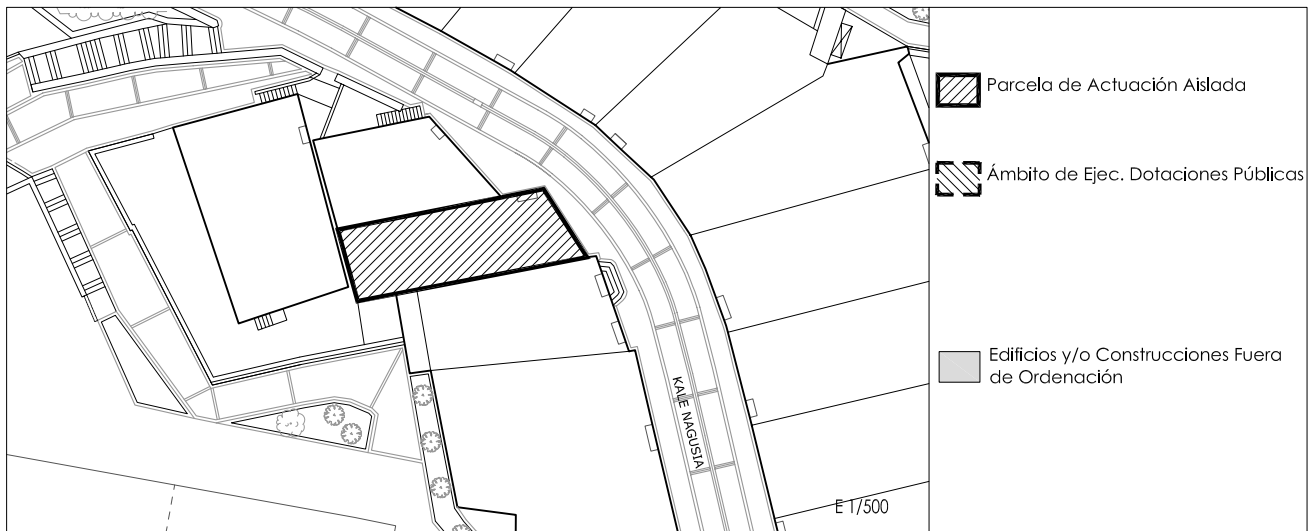 Parcela de Actuación Aislada
Ámbito de Ejec. Dotaciones Públicas
Edificios y/o Construcciones Fuera
de Ordenación
KALE NAGUSIA
E 1/500